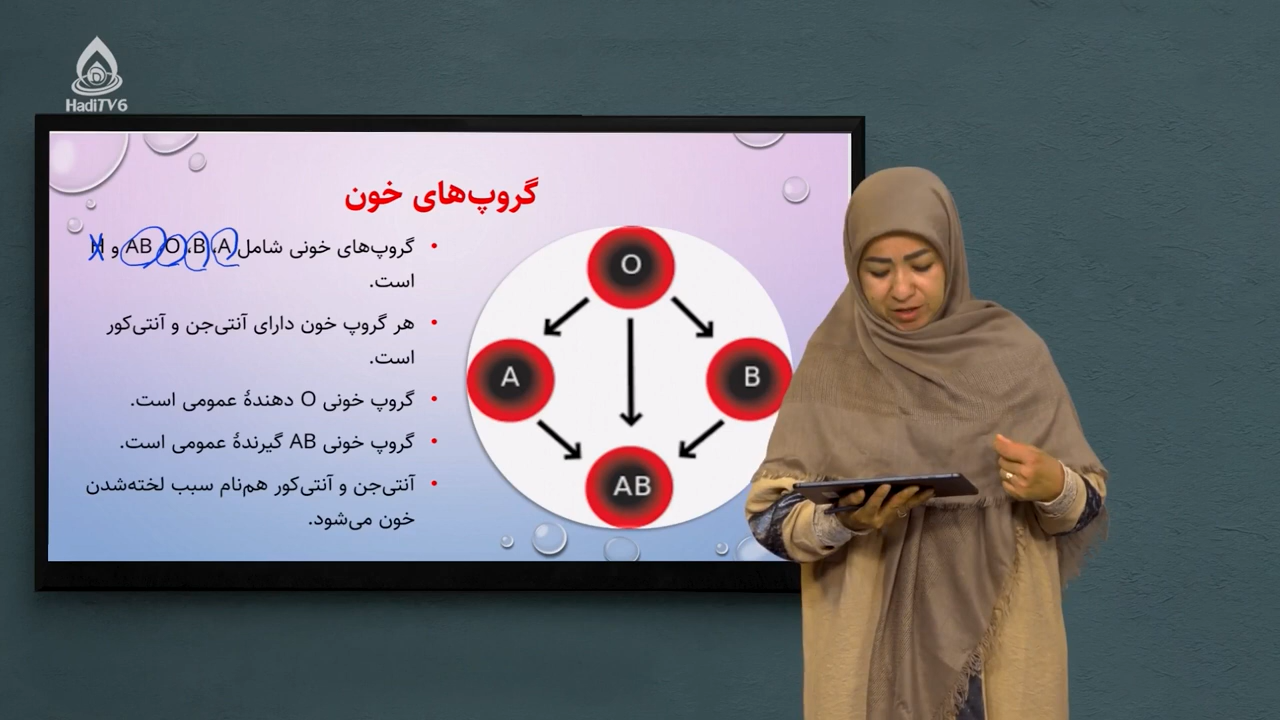 HadiTV6
گروپ‌های خون
• گروپ‌های خونی شامل A، B، O، AB و H
است.
• هر گروپ خون دارای آنتی‌جن و آنتی‌کور
است.
• گروپ خونی O دهندۀ عمومی است.
• گروپ خونی AB گیرندۀ عمومی است.
• آنتی‌جن و آنتی‌کور هم‌نام سبب لخته‌شدن
خون می‌شود.
O
A
B
AB